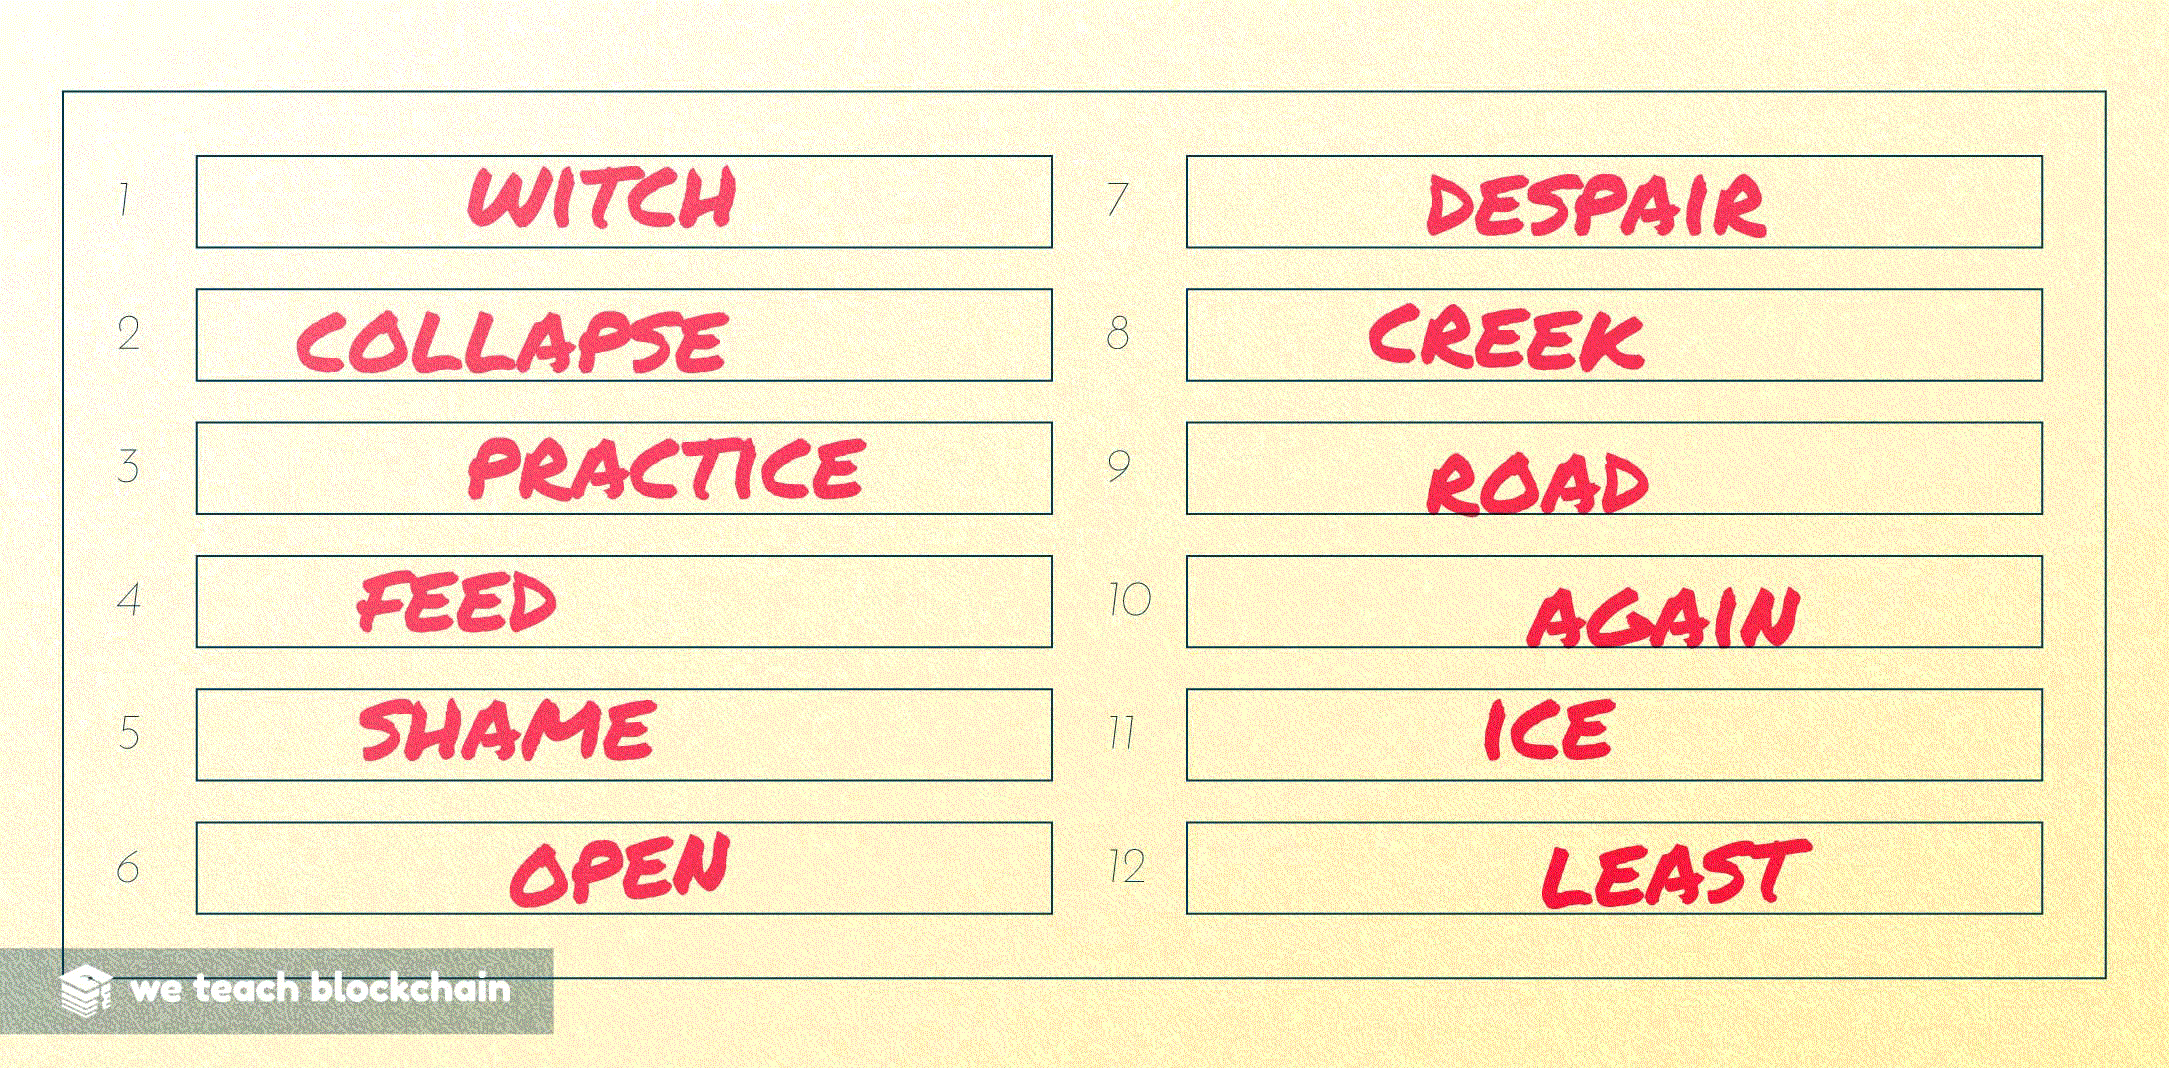 1 WITCH
2 COLLAPSE
3 PRACTICE
4 FEED
5 SHAME
6 OPEN
7 DESPAIR
8 CREEK
9 ROAD
10 AGAIN
11 ICE
12 LEAST
we teach blockchain